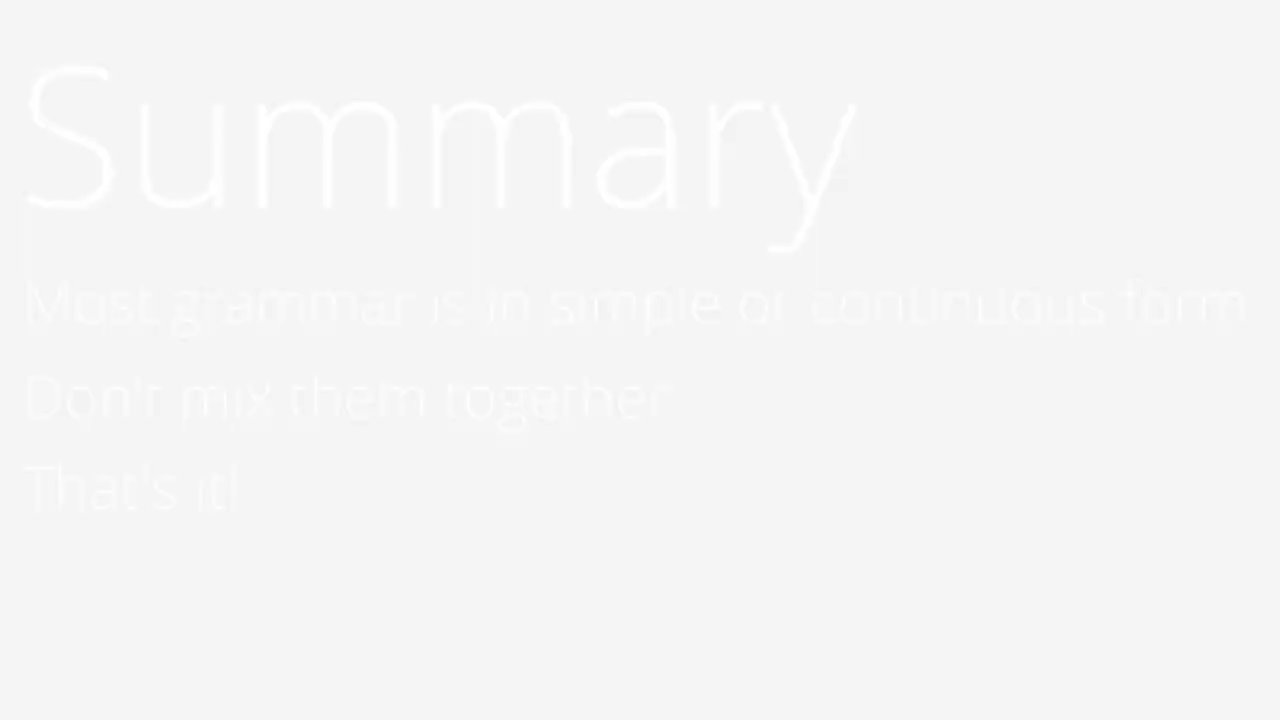 Summary
Most grammar is in simple or continuous form
Don't mix them together
That's it!